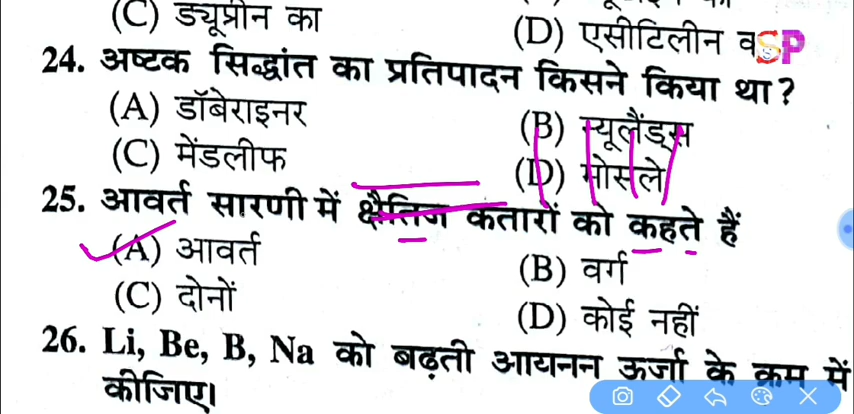 (C) ड्यूप्रीन का
(D) एसीटिलीन
SP
24. अष्टक सिद्धांत का प्रतिपादन किसने किया था?
(A) डॉबेराइनर
(B) न्यूलैंड्स
(C) मेंडलीफ
(D) मोसले
25. आवर्त सारणी में क्षैतिज कतारों को कहते हैं
(A) आवर्त
(B) वर्ग
(C) दोनों
(D) कोई नहीं
26. Li, Be, B, Na को बढ़ती आयनन ऊर्जा के क्रम में
कीजिए।